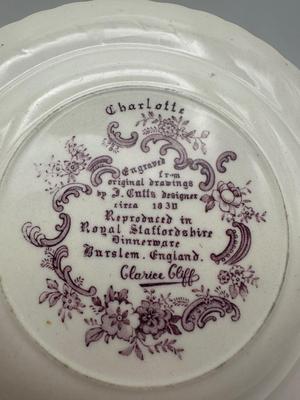 Charlotte
Engraved
from
original drawings
by J. Cutts designer
circa 1830
Reproduced in
Royal Staffordshire
Dinnerware
Burslem, England.
Clarice Cliff